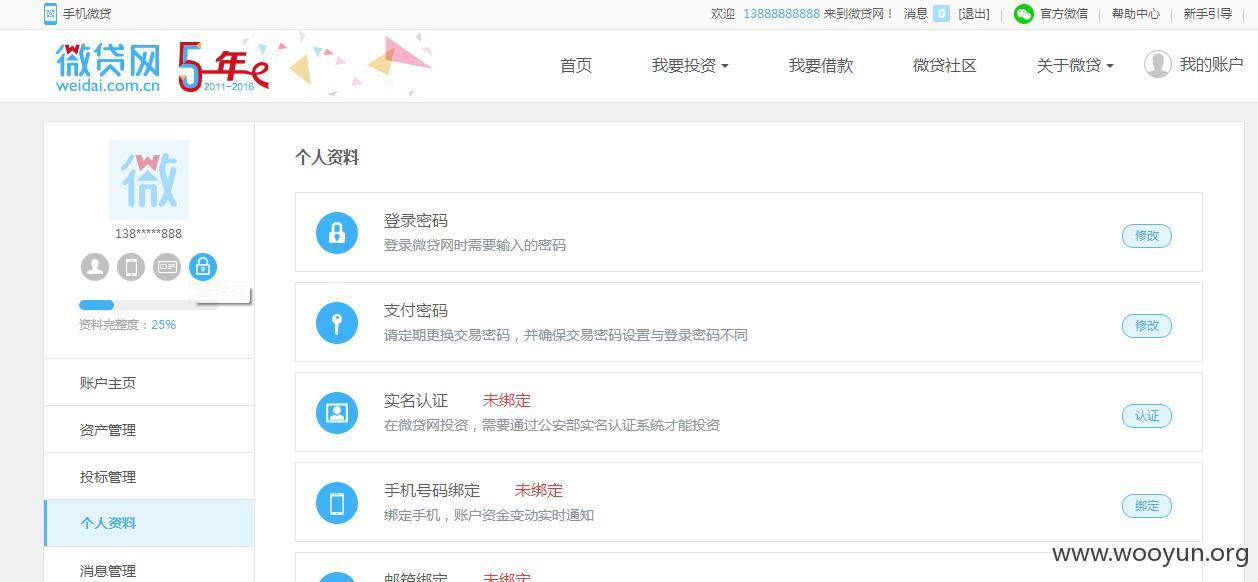 手机微贷
欢迎 13888888888 来到微贷网！ 消息 0 [退出] | 官方微信 | 帮助中心 | 新手引导 |
微贷网
weidai.com.cn
5年
2011-2016
首页 我要投资 我要借款 微贷社区 关于微贷 我的账户
微
138*****888
资料完整度：25%
账户主页
资产管理
投标管理
个人资料
消息管理
个人资料
登录密码
登录微贷网时需要输入的密码
修改
支付密码
请定期更换交易密码，并确保交易密码设置与登录密码不同
修改
实名认证 未绑定
在微贷网投资，需要通过公安部实名认证系统才能投资
认证
手机号码绑定 未绑定
绑定手机，账户资金变动实时通知
绑定
邮箱绑定 未绑定
www.wooyun.org